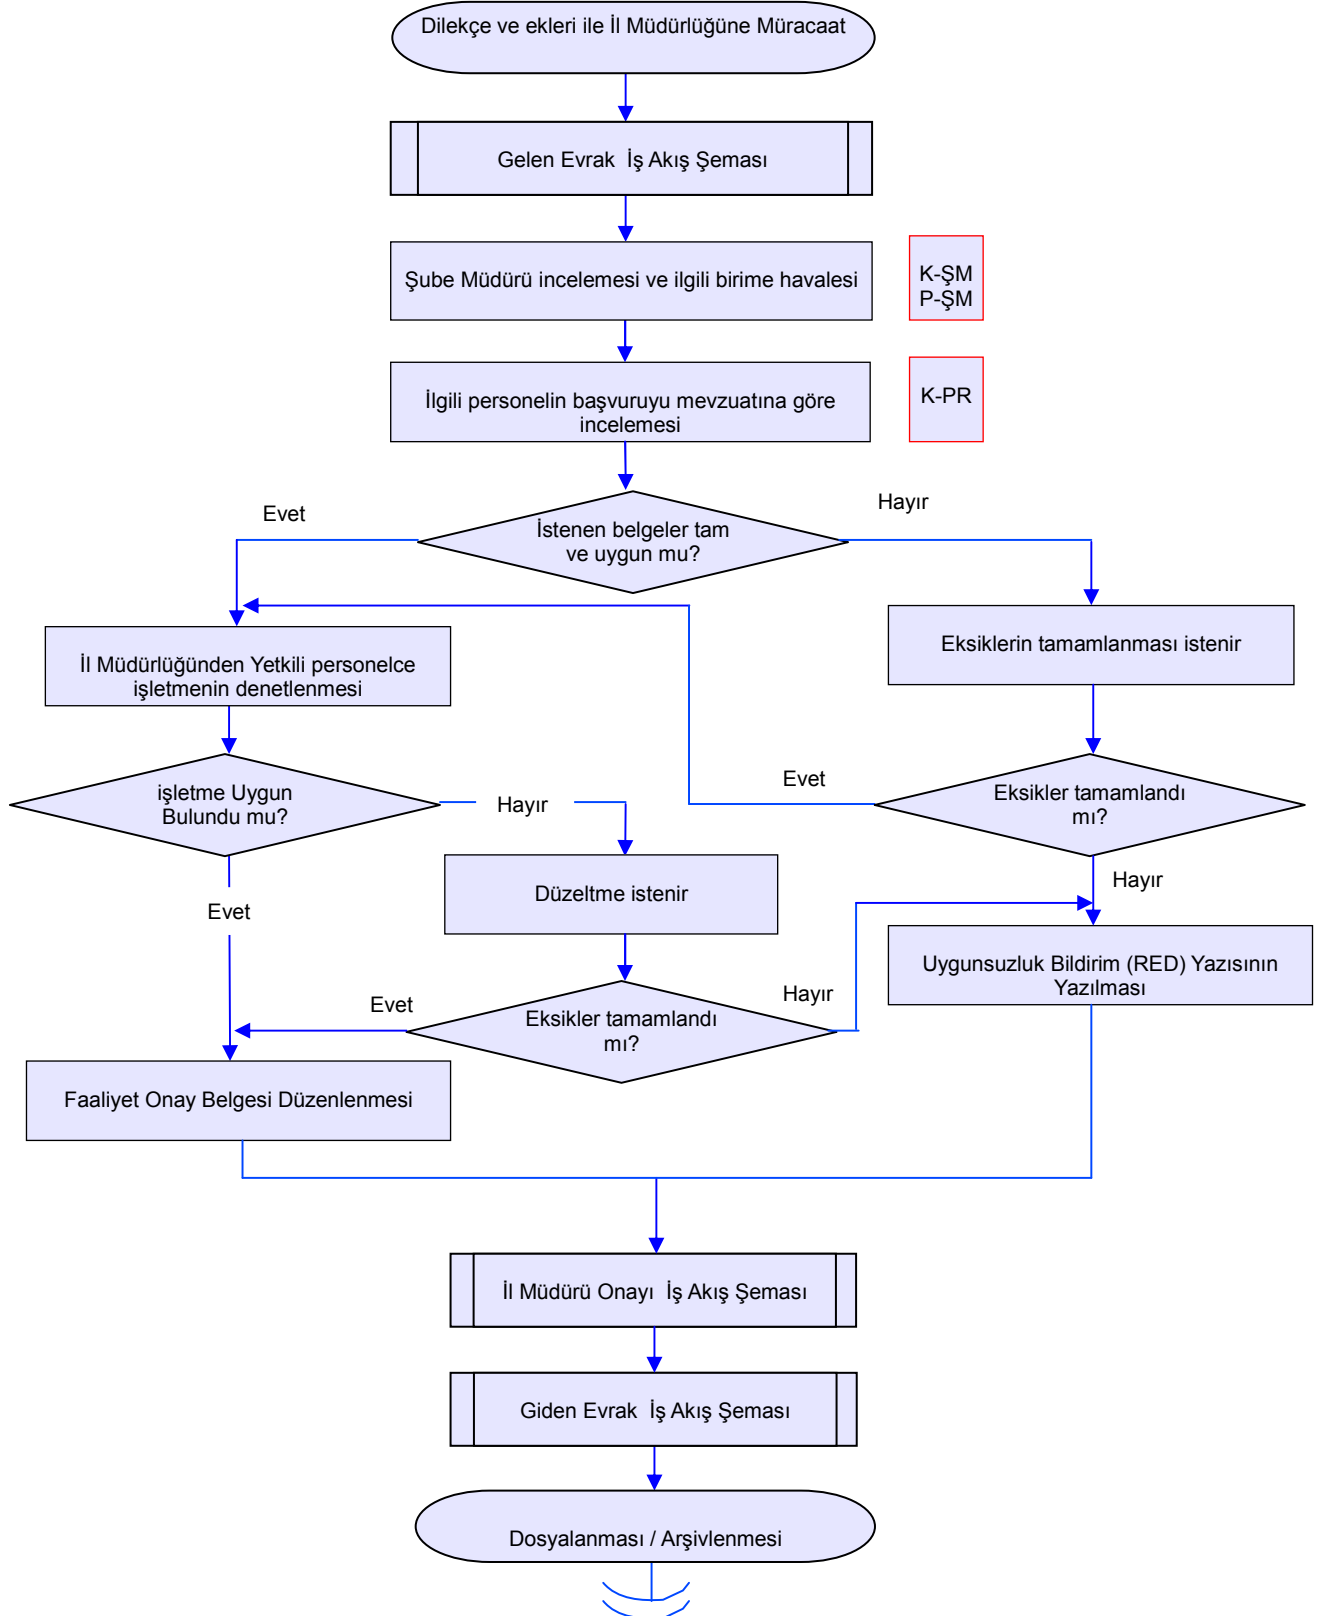 Dilekçe ve ekleri ile İl Müdürlüğüne Müracaat
Gelen Evrak İş Akış Şeması
Şube Müdürü incelemesi ve ilgili birime havalesi
K-ŞM
P-ŞM
İlgili personelin başvuruyu mevzuatına göre
incelemesi
K-PR
Evet
Hayır
İstenen belgeler tam
ve uygun mu?
İl Müdürlüğünden Yetkili personelce
işletmenin denetlenmesi
Eksiklerin tamamlanması istenir
işletme Uygun
Bulundu mu?
Hayır
Evet
Eksikler tamamlandı
mı?
Hayır
Evet
Düzeltme istenir
Uygunsuzluk Bildirim (RED) Yazısının
Yazılması
Evet
Hayır
Eksikler tamamlandı
mı?
Faaliyet Onay Belgesi Düzenlenmesi
İl Müdürü Onayı İş Akış Şeması
Giden Evrak İş Akış Şeması
Dosyalanması / Arşivlenmesi